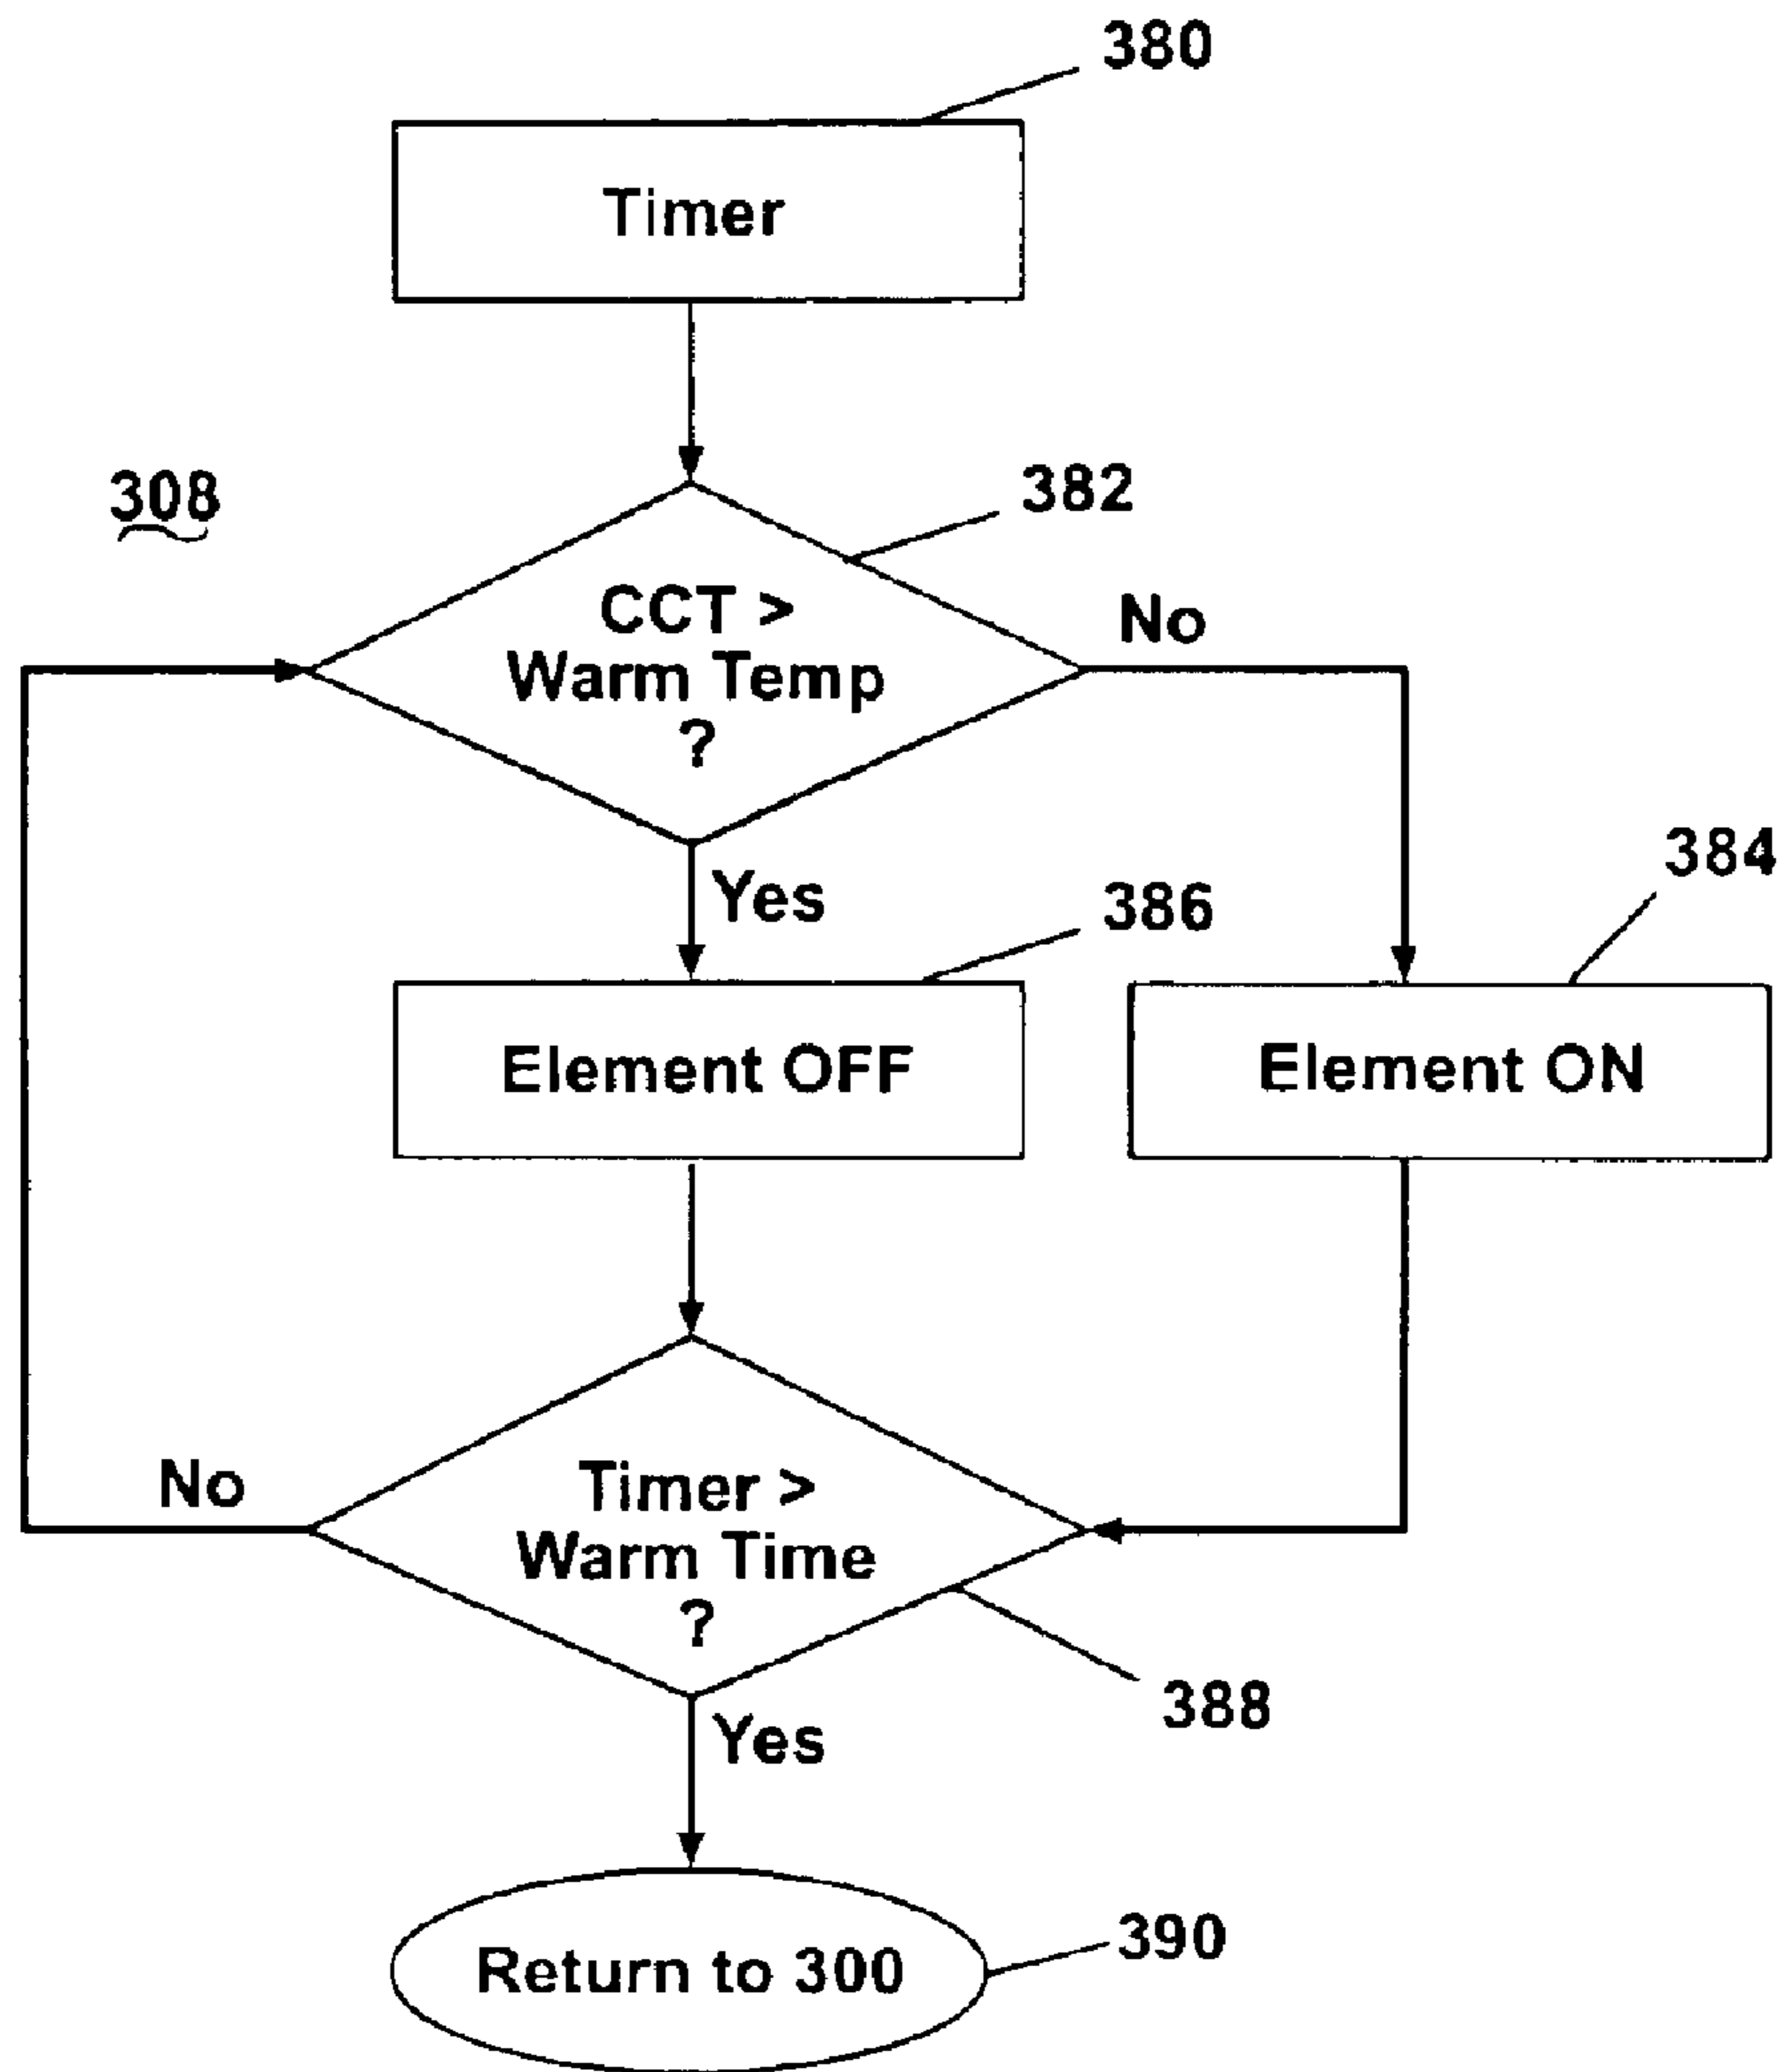 380
Timer
308
382
CCT >
Warm Temp
?
No
Yes
386
384
Element OFF
Element ON
No
Timer >
Warm Time
?
388
Yes
Return to 300
390